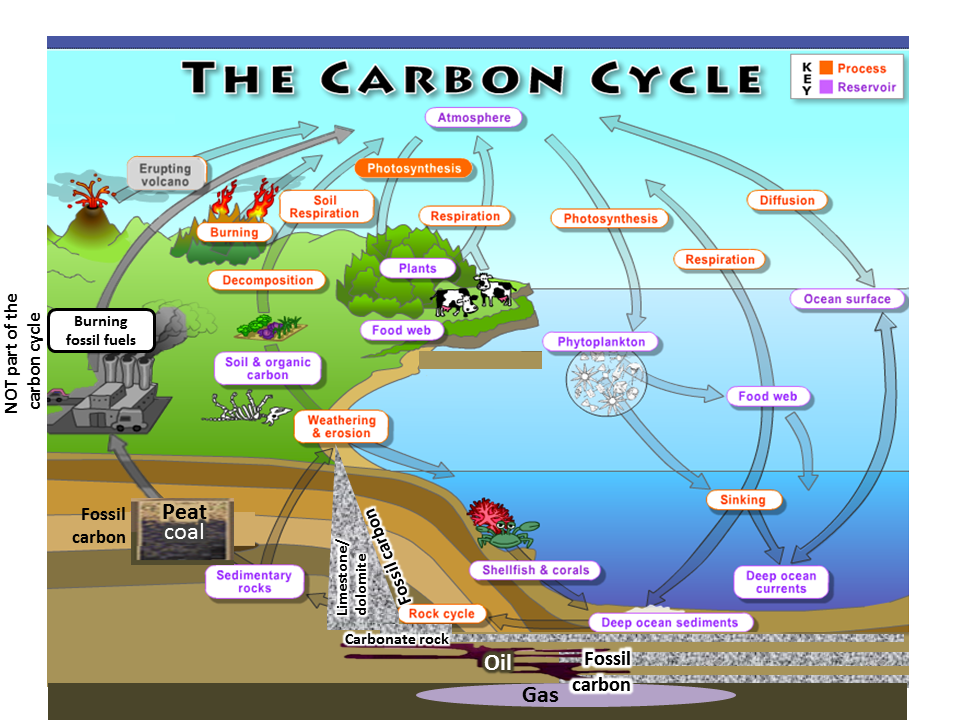 THE CARBON CYCLE
KEY
Process
Reservoir
Atmosphere
Erupting
volcano
Photosynthesis
Soil
Respiration
Burning
Respiration
Photosynthesis
Diffusion
Decomposition
Plants
Respiration
Ocean surface
NOT part of the
carbon cycle
Burning
fossil fuels
Food web
Phytoplankton
Soil & organic
carbon
Food web
Weathering
& erosion
Sinking
Fossil
carbon
Peat
coal
Limestone/
dolomite
Fossil carbon
Sedimentary
rocks
Shellfish & corals
Deep ocean
currents
Rock cycle
Deep ocean sediments
Carbonate rock
Oil
Fossil
carbon
Gas